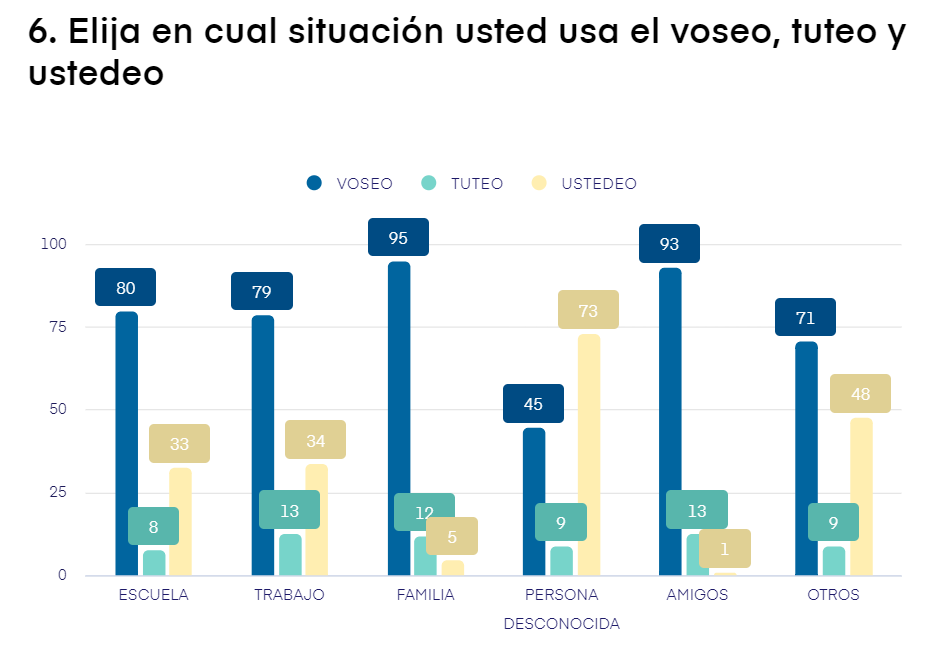 6. Elija en cual situación usted usa el voseo, tuteo y
ustedeo
VOSEO TUTEO USTEDEO
100
75
50
25
0
80 8 33
79 13 34
95 12 5
45 9 73
93 13 1
71 9 48
ESCUELA TRABAJO FAMILIA PERSONA AMIGOS OTROS
DESCONOCIDA